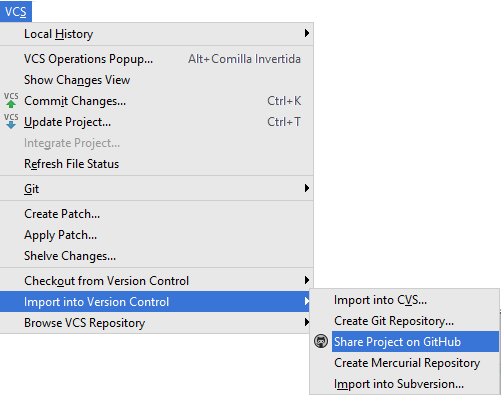 VCS
Local History
VCS Operations Popup... Alt+Comilla Invertida
Show Changes View
VCS Commit Changes... Ctrl+K
VCS Update Project... Ctrl+T
Integrate Project...
Refresh File Status
Git
Create Patch...
Apply Patch...
Shelve Changes...
Checkout from Version Control
Import into Version Control
Browse VCS Repository
Import into CVS...
Create Git Repository...
Share Project on GitHub
Create Mercurial Repository
Import into Subversion...